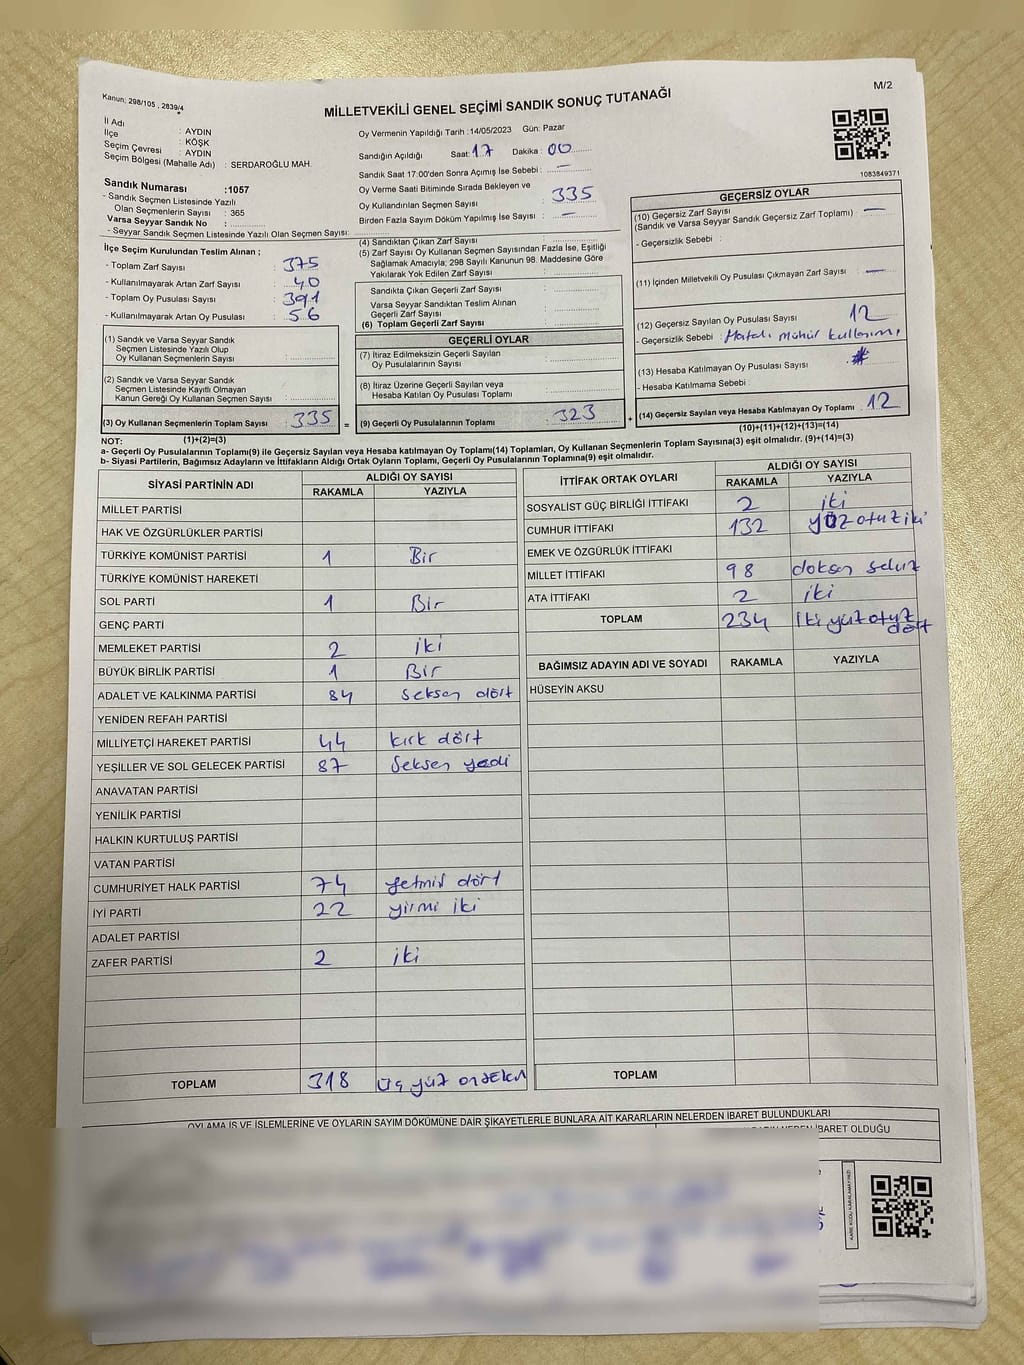 Kanun; 298/105 , 2839/4
MİLLETVEKİLİ GENEL SEÇİMİ SANDIK SONUÇ TUTANAĞI
M/2
İl Adı : AYDIN
İlçe : KÖŞK
Seçim Çevresi : AYDIN
Seçim Bölgesi (Mahalle Adı) : SERDAROĞLU MAH.
Sandık Numarası :1057
- Sandık Seçmen Listesinde Yazılı
Olan Seçmenlerin Sayısı : 365
Varsa Seyyar Sandık No :
- Seyyar Sandık Seçmen Listesinde Yazılı Olan Seçmen Sayısı:
Oy Vermenin Yapıldığı Tarih :14/05/2023 Gün: Pazar
Sandığın Açıldığı Saat: 17 Dakika: 00
Sandık Saat 17:00'den Sonra Açımış İse Sebebi : —
Oy Verme Saati Bitiminde Sırada Bekleyen ve
Oy Kullandırılan Seçmen Sayısı : 335
Birden Fazla Sayım Döküm Yapılmış İse Sayısı : —
1083849371
İlçe Seçim Kurulundan Teslim Alınan ;
- Toplam Zarf Sayısı : 375
- Kullanılmayarak Artan Zarf Sayısı : 40
- Toplam Oy Pusulası Sayısı : 391
- Kullanılmayarak Artan Oy Pusulası : 56
(1) Sandık ve Varsa Seyyar Sandık
Seçmen Listesinde Yazılı Olup
Oy Kullanan Seçmenlerin Sayısı :
(2) Sandık ve Varsa Seyyar Sandık
Seçmen Listesinde Kayıtlı Olmayan
Kanun Gereği Oy Kullanan Seçmen Sayısı :
(3) Oy Kullanan Seçmenlerin Toplam Sayısı : 335
(1)+(2)=(3)
(4) Sandıktan Çıkan Zarf Sayısı :
(5) Zarf Sayısı Oy Kullanan Seçmen Sayısından Fazla İse, Eşitliği
Sağlamak Amacıyla; 298 Sayılı Kanunun 98. Maddesine Göre
Yakılarak Yok Edilen Zarf Sayısı :
Sandıkta Çıkan Geçerli Zarf Sayısı :
Varsa Seyyar Sandıktan Teslim Alınan
Geçerli Zarf Sayısı :
(6) Toplam Geçerli Zarf Sayısı :
GEÇERLİ OYLAR
(7) İtiraz Edilmeksizin Geçerli Sayılan
Oy Pusulasının Sayısı :
(8) İtiraz Üzerine Geçerli Sayılan veya
Hesaba Katılan Oy Pusulası Toplamı :
= (9) Geçerli Oy Pusulalarının Toplamı : 323 +
GEÇERSİZ OYLAR
(10) Geçersiz Zarf Sayısı : —
(Sandık ve Varsa Seyyar Sandık Geçersiz Zarf Toplamı)
- Geçersizlik Sebebi :
(11) İçinden Milletvekili Oy Pusulası Çıkmayan Zarf Sayısı : —
(12) Geçersiz Sayılan Oy Pusulası Sayısı : 12
- Geçersizlik Sebebi : Hatalı mühür kullanımı
(13) Hesaba Katılmayan Oy Pusulası Sayısı :
- Hesaba Katılmama Sebebi :
(14) Geçersiz Sayılan veya Hesaba Katılmayan Oy Toplamı : 12
(10)+(11)+(12)+(13)=(14)
NOT:
a- Geçerli Oy Pusulalarının Toplamı(9) ile Geçersiz Sayılan veya Hesaba katılmayan Oy Toplamı(14) Toplamları, Oy Kullanan Seçmenlerin Toplam Sayısına(3) eşit olmalıdır. (9)+(14)=(3)
b- Siyasi Partilerin, Bağımsız Adayların ve İttifakların Aldığı Ortak Oyların Toplamı, Geçerli Oy Pusulalarının Toplamına(9) eşit olmalıdır.
SİYASİ PARTİNİN ADI ALDIĞI OY SAYISI
RAKAMLA YAZIYLA
MİLLET PARTİSİ
HAK VE ÖZGÜRLÜKLER PARTİSİ
TÜRKİYE KOMÜNİST PARTİSİ 1 Bir
TÜRKİYE KOMÜNİST HAREKETİ
SOL PARTİ 1 Bir
GENÇ PARTİ
MEMLEKET PARTİSİ 2 iki
BÜYÜK BİRLİK PARTİSİ 1 Bir
ADALET VE KALKINMA PARTİSİ 84 seksen dört
YENİDEN REFAH PARTİSİ
MİLLİYETÇİ HAREKET PARTİSİ 44 kırk dört
YEŞİLLER VE SOL GELECEK PARTİSİ 87 seksen yedi
ANAVATAN PARTİSİ
YENİLİK PARTİSİ
HALKIN KURTULUŞ PARTİSİ
VATAN PARTİSİ
CUMHURİYET HALK PARTİSİ 74 yetmiş dört
İYİ PARTİ 22 yirmi iki
ADALET PARTİSİ
ZAFER PARTİSİ 2 iki
TOPLAM 318 üç yüz onsekiz
İTTİFAK ORTAK OYLARI ALDIĞI OY SAYISI
RAKAMLA YAZIYLA
SOSYALİST GÜÇ BİRLİĞİ İTTİFAKI 2 iki
CUMHUR İTTİFAKI 132 yüz otuz iki
EMEK VE ÖZGÜRLÜK İTTİFAKI
MİLLET İTTİFAKI 98 doksan sekiz
ATA İTTİFAKI 2 iki
TOPLAM 234 iki yüz otuz
dört
BAĞIMSIZ ADAYIN ADI VE SOYADI RAKAMLA YAZIYLA
HÜSEYİN AKSU
TOPLAM
OYLAMA İŞ VE İŞLEMLERİNE VE OYLARIN SAYIM DÖKÜMÜNE DAİR ŞİKAYETLERLE BUNLARA AİT KARARLARIN NELERDEN İBARET BULUNDUKLARI
İBARET OLDUĞU